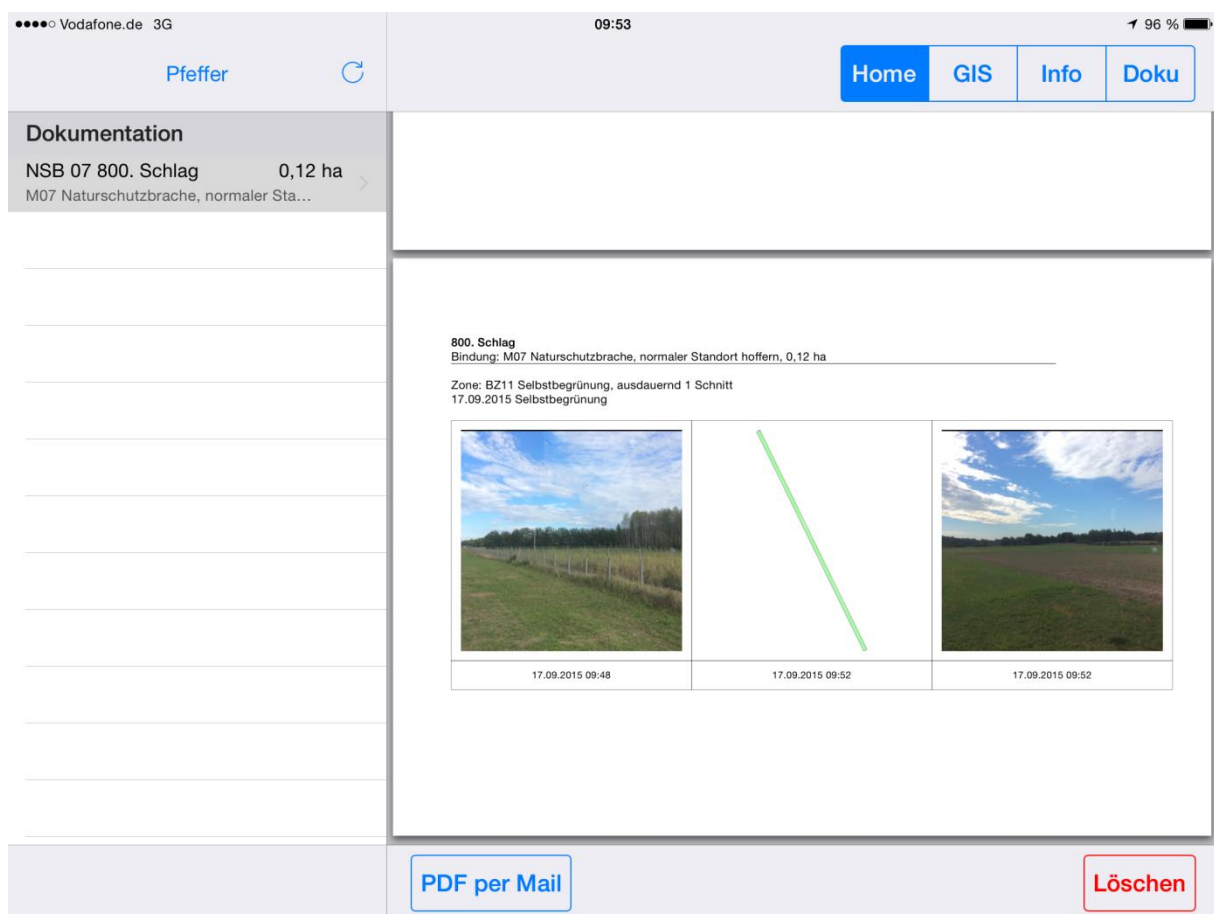 Vodafone.de 3G
09:53
96 %
Pfeffer
Home GIS Info Doku
Dokumentation
NSB 07 800. Schlag 0,12 ha
M07 Naturschutzbrache, normaler Sta…
800. Schlag
Bindung: M07 Naturschutzbrache, normaler Standort hoffern, 0,12 ha
Zone: BZ11 Selbstbegrünung, ausdauernd 1 Schnitt
17.09.2015 Selbstbegrünung
17.09.2015 09:48 17.09.2015 09:52 17.09.2015 09:52
PDF per Mail
Löschen